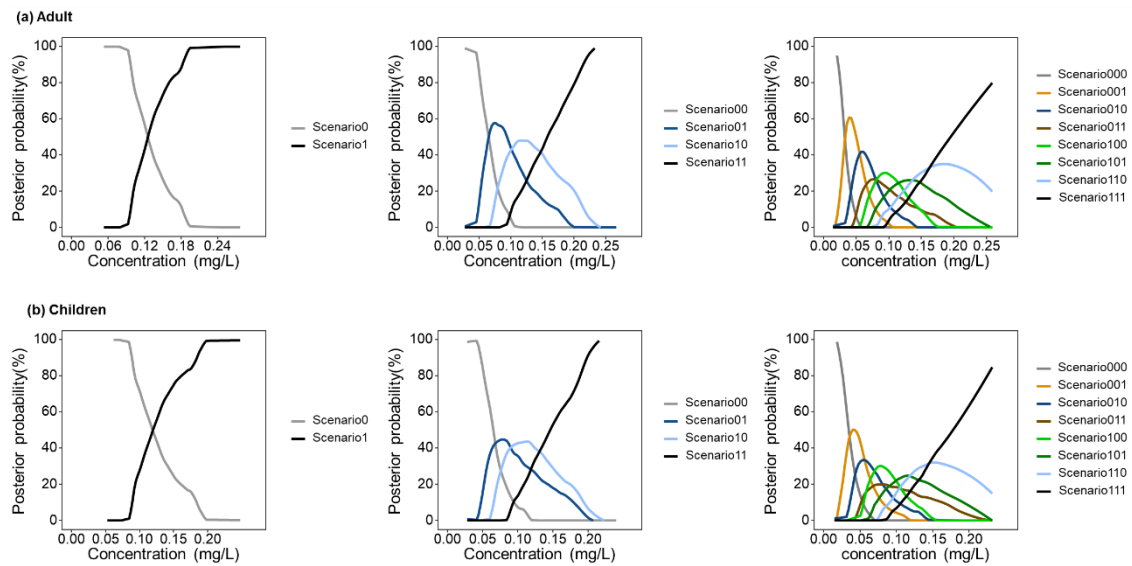 (a) Adult
Posterior probability(%)
100
80
60
40
20
0
0.00 0.06 0.12 0.18 0.24
Concentration (mg/L)
Scenario0
Scenario1
Posterior probability(%)
100
80
60
40
20
0
0.00 0.05 0.10 0.15 0.20 0.25
Concentration (mg/L)
Scenario00
Scenario01
Scenario10
Scenario11
Posterior probability(%)
100
80
60
40
20
0
0.00 0.05 0.10 0.15 0.20 0.25
concentration (mg/L)
Scenario000
Scenario001
Scenario010
Scenario011
Scenario100
Scenario101
Scenario110
Scenario111
(b) Children
Posterior probability(%)
100
80
60
40
20
0
0.00 0.05 0.10 0.15 0.20
Concentration (mg/L)
Scenario0
Scenario1
Posterior probability(%)
100
80
60
40
20
0
0.00 0.05 0.10 0.15 0.20
Concentration (mg/L)
Scenario00
Scenario01
Scenario10
Scenario11
Posterior probability(%)
100
80
60
40
20
0
0.00 0.05 0.10 0.15 0.20
concentration (mg/L)
Scenario000
Scenario001
Scenario010
Scenario011
Scenario100
Scenario101
Scenario110
Scenario111